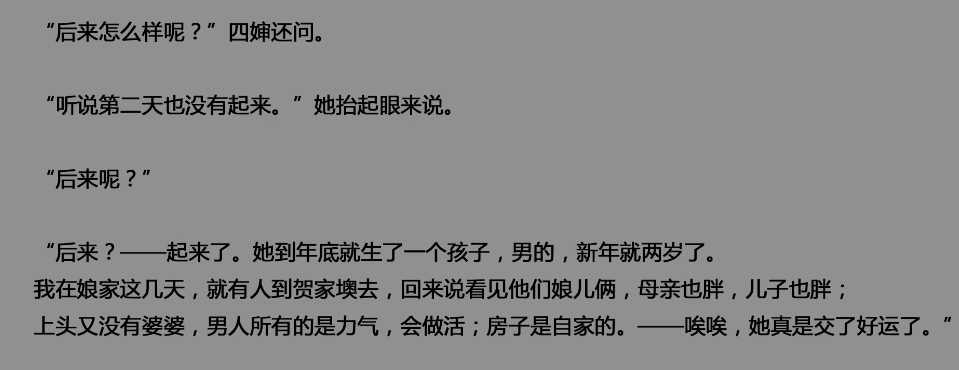 “后来怎么样呢？”四婶还问。
“听说第二天也没有起来。”她抬起眼来说。
“后来呢？”
“后来？——起来了。她到年底就生了一个孩子，男的，新年就两岁了。
我在娘家这几天，就有人到贺家墺去，回来说看见他们娘儿俩，母亲也胖，儿子也胖；
上头又没有婆婆，男人所有的是力气，会做活；房子是自家的。——唉唉，她真是交了好运了。”